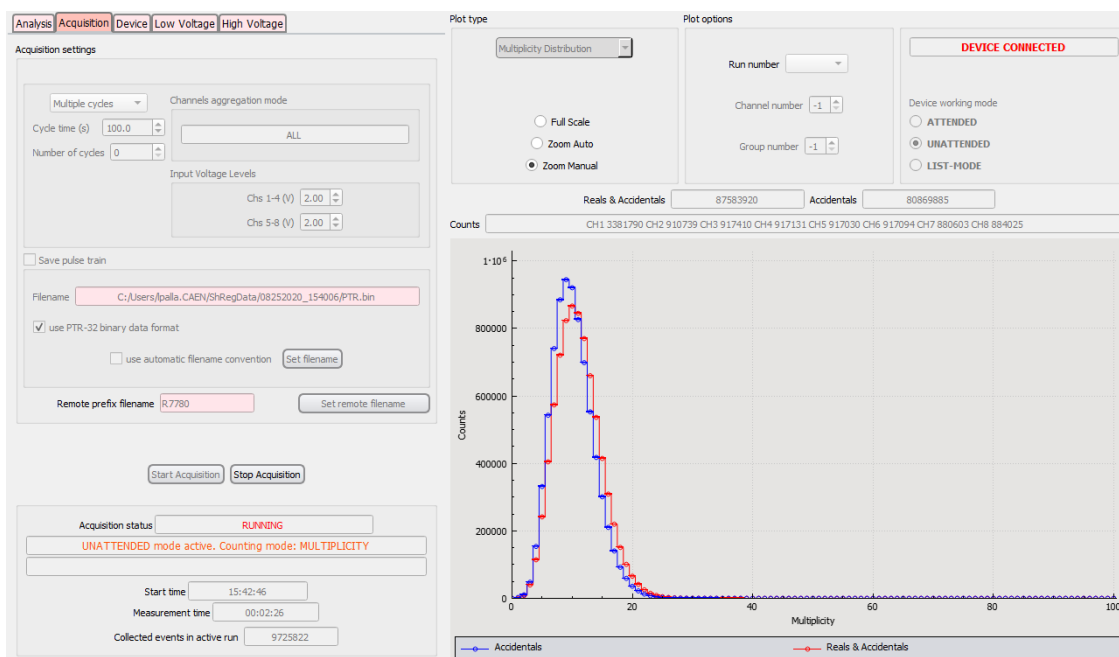 Analysis Acquisition Device Low Voltage High Voltage
Acquisition settings
Multiple cycles
Channels aggregation mode
Cycle time (s) 100.0
ALL
Number of cycles 0
Input Voltage Levels
Chs 1-4 (V) 2.00
Chs 5-8 (V) 2.00
Save pulse train
Filename C:/Users/lpalla.CAEN/ShRegData/08252020_154006/PTR.bin
use PTR-32 binary data format
use automatic filename convention Set filename
Remote prefix filename R7780 Set remote filename
Start Acquisition Stop Acquisition
Acquisition status RUNNING
UNATTENDED mode active. Counting mode: MULTIPLICITY
Start time 15:42:46
Measurement time 00:02:26
Collected events in active run 9725822
Plot type
Multiplicity Distribution
Full Scale
Zoom Auto
Zoom Manual
Plot options
Run number
Channel number -1
Group number -1
DEVICE CONNECTED
Device working mode
ATTENDED
UNATTENDED
LIST-MODE
Reals & Accidentals 87583920 Accidentals 80869885
Counts CH1 3381790 CH2 910739 CH3 917410 CH4 917131 CH5 917030 CH6 917094 CH7 880603 CH8 884025
1·10⁶
800000
600000
400000
200000
0
Counts
0 20 40 60 80 100
Multiplicity
Accidentals Reals & Accidentals